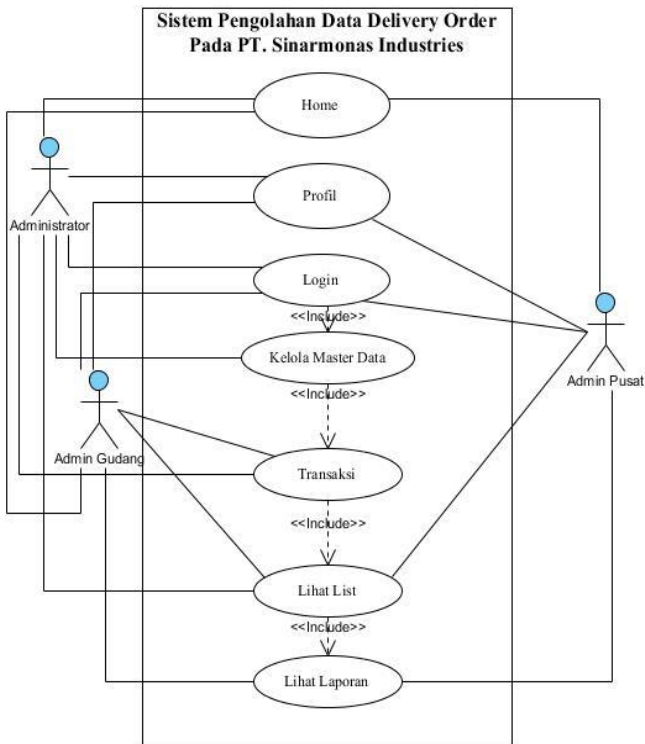 Sistem Pengolahan Data Delivery Order
Pada PT. Sinarmonas Industries
Home
Administrator
Profil
Login
<<Include>>
Kelola Master Data
Admin Pusat
<<Include>>
Admin Gudang
Transaksi
<<Include>>
Lihat List
<<Include>>
Lihat Laporan